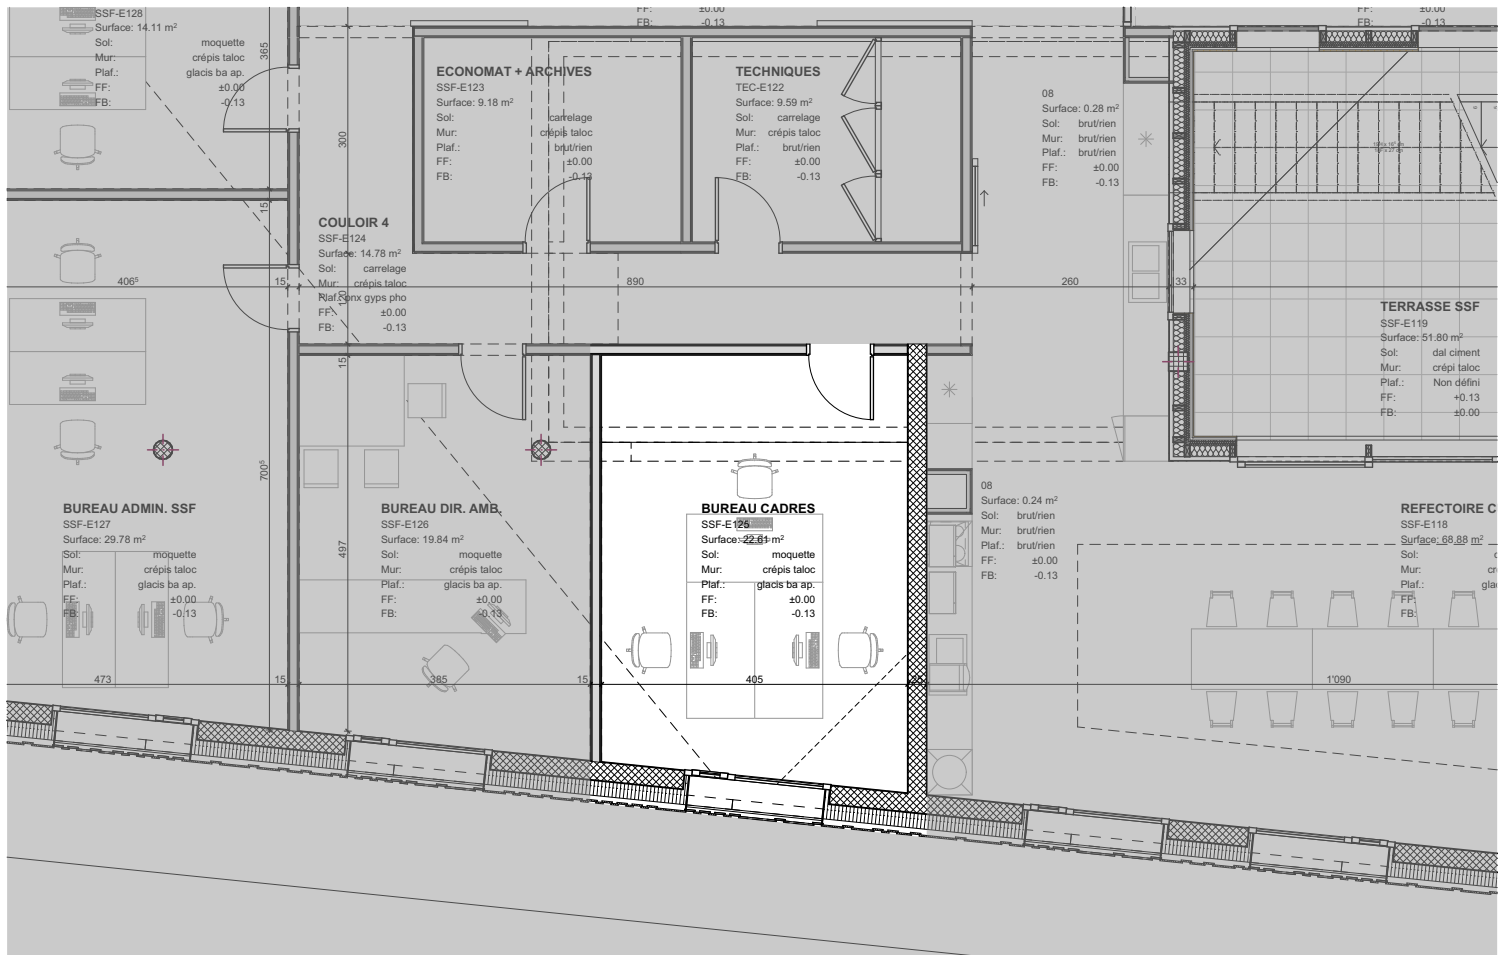 SSF-E128
Surface: 14.11 m²
Sol: moquette
Mur: crépis taloc
Plaf.: glacis ba ap.
FF: ±0.00
FB: -0.13
FF: ±0.00
FB: -0.13
FF: ±0.00
FB: -0.13
ECONOMAT + ARCHIVES
SSF-E123
Surface: 9.18 m²
Sol: carrelage
Mur: crépis taloc
Plaf.: brut/rien
FF: ±0.00
FB: -0.13
TECHNIQUES
TEC-E122
Surface: 9.59 m²
Sol: carrelage
Mur: crépis taloc
Plaf.: brut/rien
FF: ±0.00
FB: -0.13
08
Surface: 0.28 m²
Sol: brut/rien
Mur: brut/rien
Plaf.: brut/rien
FF: ±0.00
FB: -0.13
COULOIR 4
SSF-E124
Surface: 14.78 m²
Sol: carrelage
Mur: crépis taloc
Plaf.: pnx gyps pho
FF: ±0.00
FB: -0.13
TERRASSE SSF
SSF-E119
Surface: 51.80 m²
Sol: dal ciment
Mur: crépi taloc
Plaf.: Non défini
FF: +0.13
FB: ±0.00
365
300
15
406⁵
15
890
260
33
120
15
700⁵
497
BUREAU ADMIN. SSF
SSF-E127
Surface: 29.78 m²
Sol: moquette
Mur: crépis taloc
Plaf.: glacis ba ap.
FF: ±0.00
FB: -0.13
BUREAU DIR. AMB.
SSF-E126
Surface: 19.84 m²
Sol: moquette
Mur: crépis taloc
Plaf.: glacis ba ap.
FF: ±0.00
FB: -0.13
BUREAU CADRES
SSF-E125
Surface: 22.61 m²
Sol: moquette
Mur: crépis taloc
Plaf.: glacis ba ap.
FF: ±0.00
FB: -0.13
08
Surface: 0.24 m²
Sol: brut/rien
Mur: brut/rien
Plaf.: brut/rien
FF: ±0.00
FB: -0.13
REFECTOIRE C
SSF-E118
Surface: 68.88 m²
Sol: c
Mur: cr
Plaf.: gla
FF:
FB:
473
15
385
15
405
25
1'090